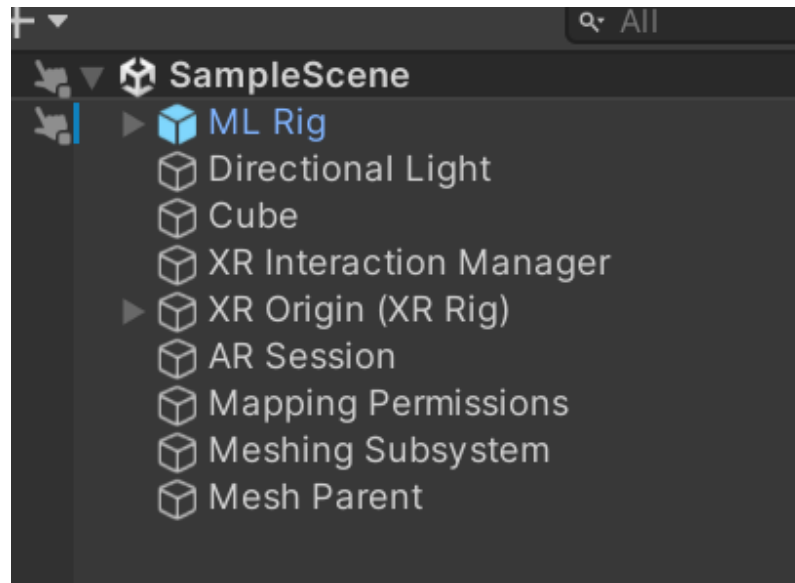 All
SampleScene
ML Rig
Directional Light
Cube
XR Interaction Manager
XR Origin (XR Rig)
AR Session
Mapping Permissions
Meshing Subsystem
Mesh Parent